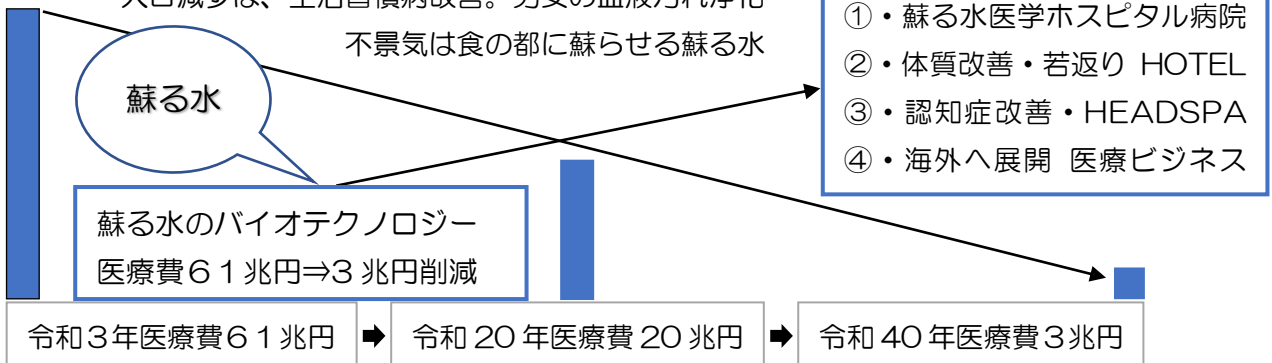 不景気は食の都に蘇らせる蘇る水
蘇る水
①・蘇る水医学ホスピタル病院
②・体質改善・若返り HOTEL
③・認知症改善・HEADSPA
④・海外へ展開 医療ビジネス
蘇る水のバイオテクノロジー
医療費61兆円⇒3兆円削減
令和3年医療費61兆円 ➡ 令和20年医療費20兆円 ➡ 令和40年医療費3兆円